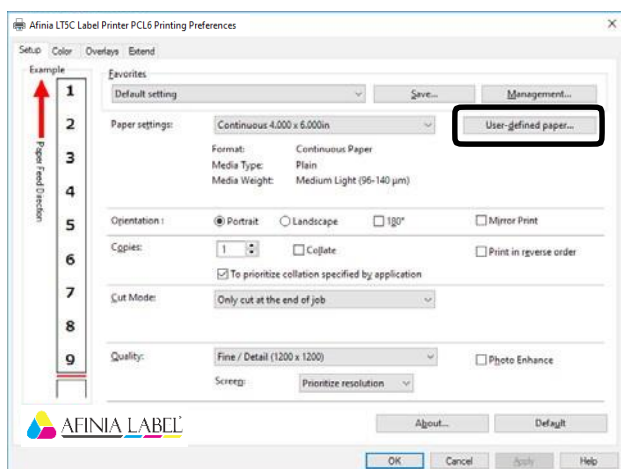 Afinia LT5C Label Printer PCL6 Printing Preferences
Setup Color Overlays Extend
Example
1
2
3
4
5
6
7
8
9
Paper Feed Direction
Favorites
Default setting Save... Management...
Paper settings: Continuous 4.000 x 6.000in User-defined paper...
Format: Continuous Paper
Media Type: Plain
Media Weight: Medium Light (96-140 μm)
Orientation : Portrait Landscape 180° Mirror Print
Copies: 1 Collate Print in reverse order
To prioritize collation specified by application
Cut Mode: Only cut at the end of job
Quality: Fine / Detail (1200 x 1200) Photo Enhance
Screen: Prioritize resolution
AFINIA LABEL About... Default
OK Cancel Apply Help